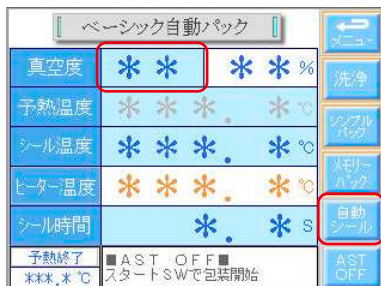 [ ベーシック自動パック ]
メニュー
真空度 ＊＊ ＊＊ %
洗浄
予熱温度 ＊＊＊. ＊ ℃
シンプル
パック
シール温度 ＊＊＊. ＊ ℃
メモリー
パック
ヒーター温度 ＊＊＊. ＊ ℃
自動
シール
シール時間 ＊. ＊ S
予熱終了
***.* ℃
■AST OFF■
スタートSWで包装開始
AST
OFF